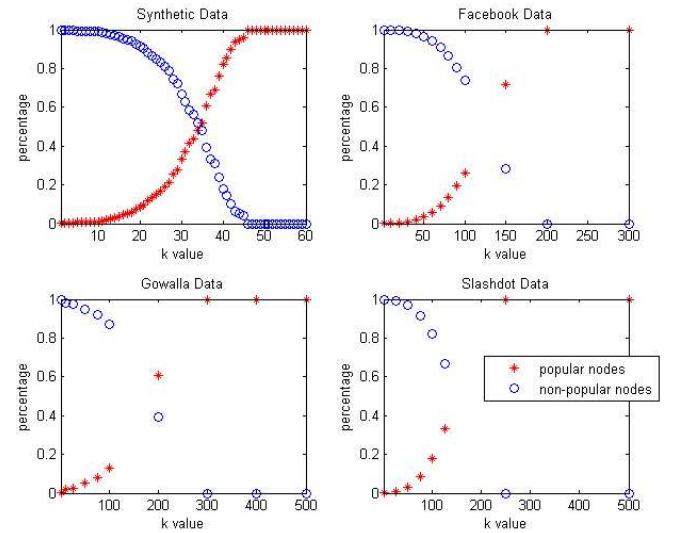 Synthetic Data
1
0.8
0.6
0.4
0.2
0
percentage
10 20 30 40 50 60
k value
Facebook Data
1
0.8
0.6
0.4
0.2
0
percentage
50 100 150 200 250 300
k value
Gowalla Data
1
0.8
0.6
0.4
0.2
0
percentage
100 200 300 400 500
k value
Slashdot Data
1
0.8
0.6
0.4
0.2
0
percentage
100 200 300 400 500
k value
popular nodes
non-popular nodes